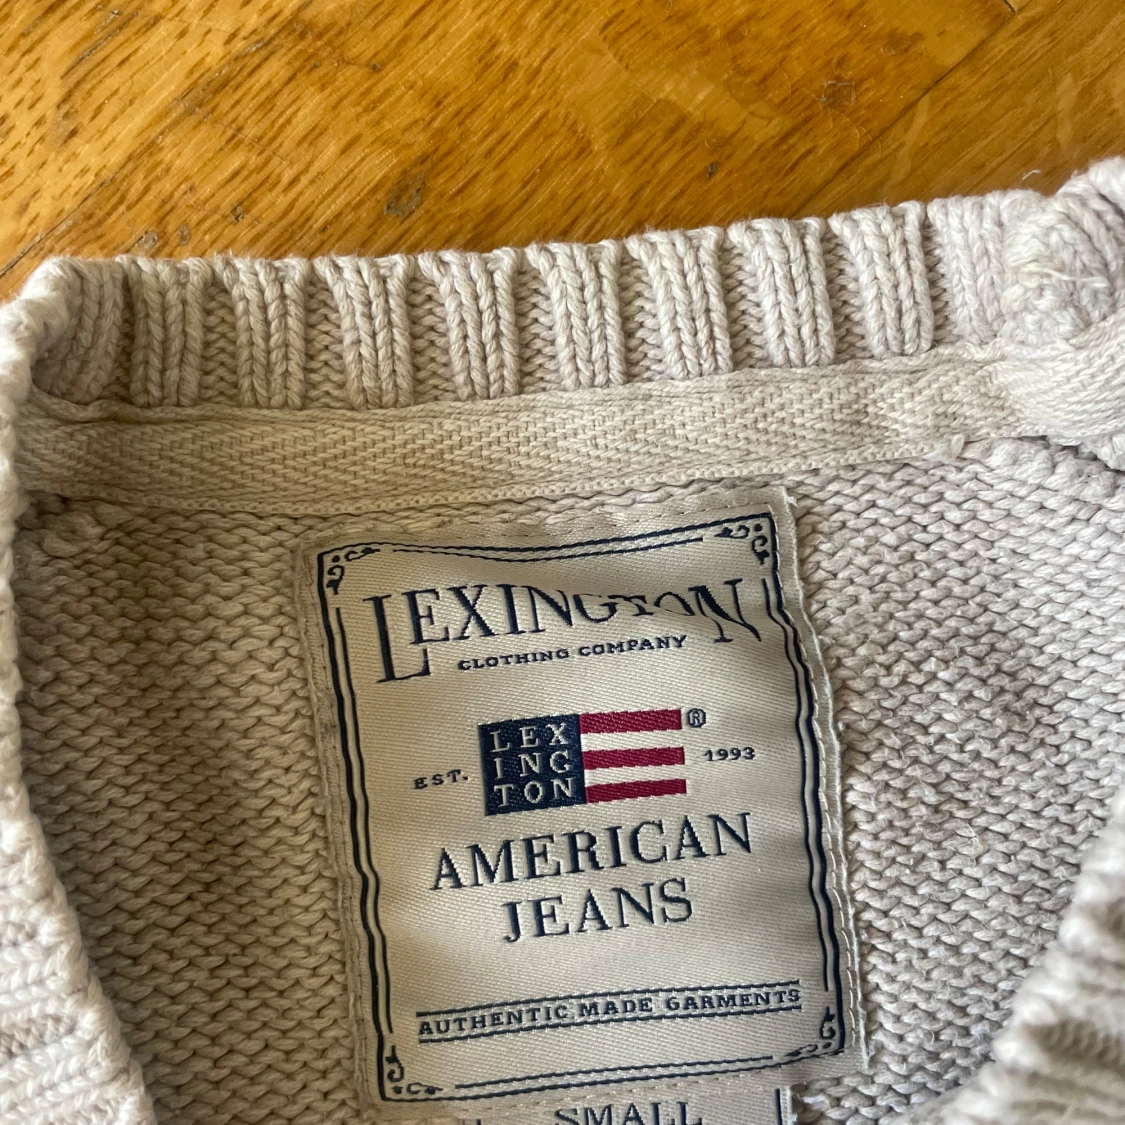 LEXINGTON
CLOTHING COMPANY
LEX
ING
TON
®
EST.
1993
AMERICAN
JEANS
AUTHENTIC MADE GARMENTS
SMALL